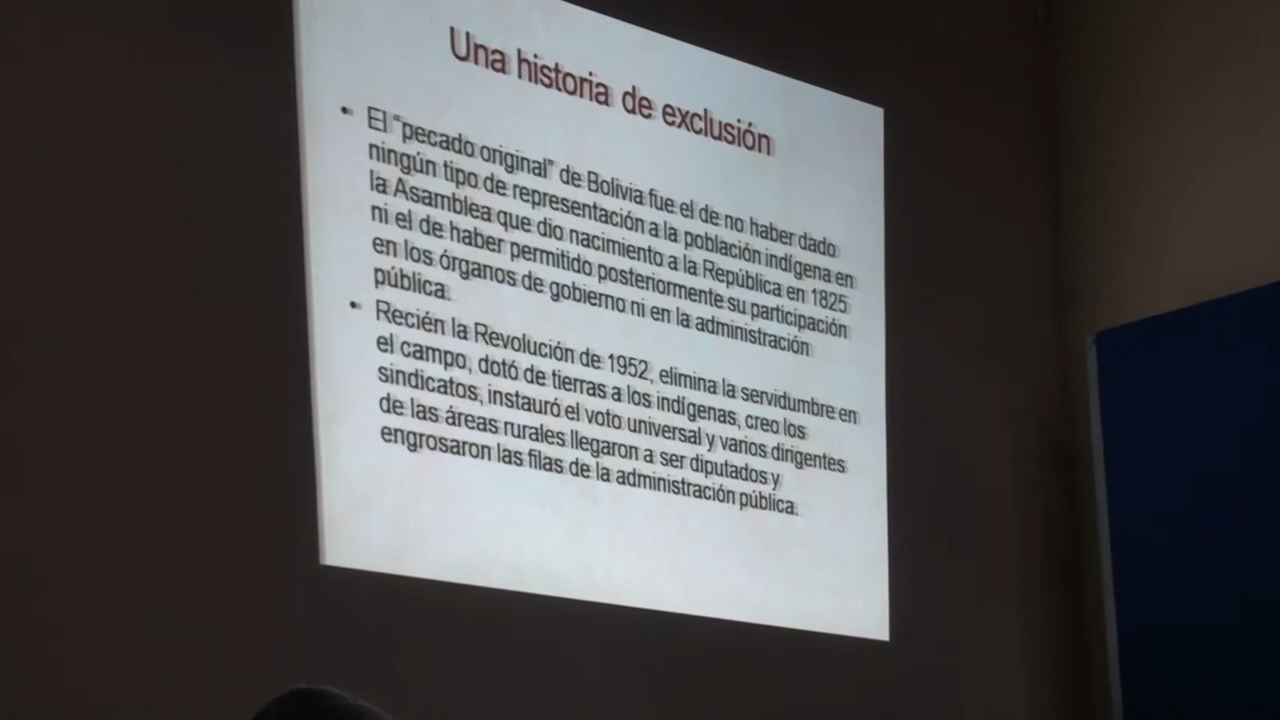 Una historia de exclusión
• El “pecado original” de Bolivia fue el de no haber dado
ningún tipo de representación a la población indígena en
la Asamblea que dio nacimiento a la República en 1825
ni el de haber permitido posteriormente su participación
en los órganos de gobierno ni en la administración
pública.
• Recién la Revolución de 1952, elimina la servidumbre en
el campo, dotó de tierras a los indígenas, creo los
sindicatos, instauró el voto universal y varios dirigentes
de las áreas rurales llegaron a ser diputados y
engrosaron las filas de la administración pública.